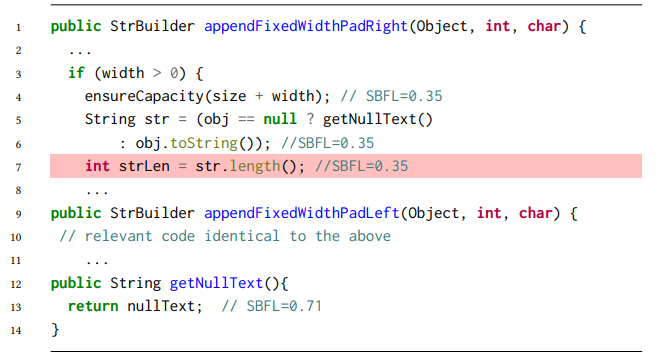 1 public StrBuilder appendFixedWidthPadRight(Object, int, char) {
2 ...
3 if (width > 0) {
4 ensureCapacity(size + width); // SBFL=0.35
5 String str = (obj == null ? getNullText()
6 : obj.toString()); //SBFL=0.35
7 int strLen = str.length(); //SBFL=0.35
8 ...
9 public StrBuilder appendFixedWidthPadLeft(Object, int, char) {
10 // relevant code identical to the above
11 ...
12 public String getNullText(){
13 return nullText; // SBFL=0.71
14 }